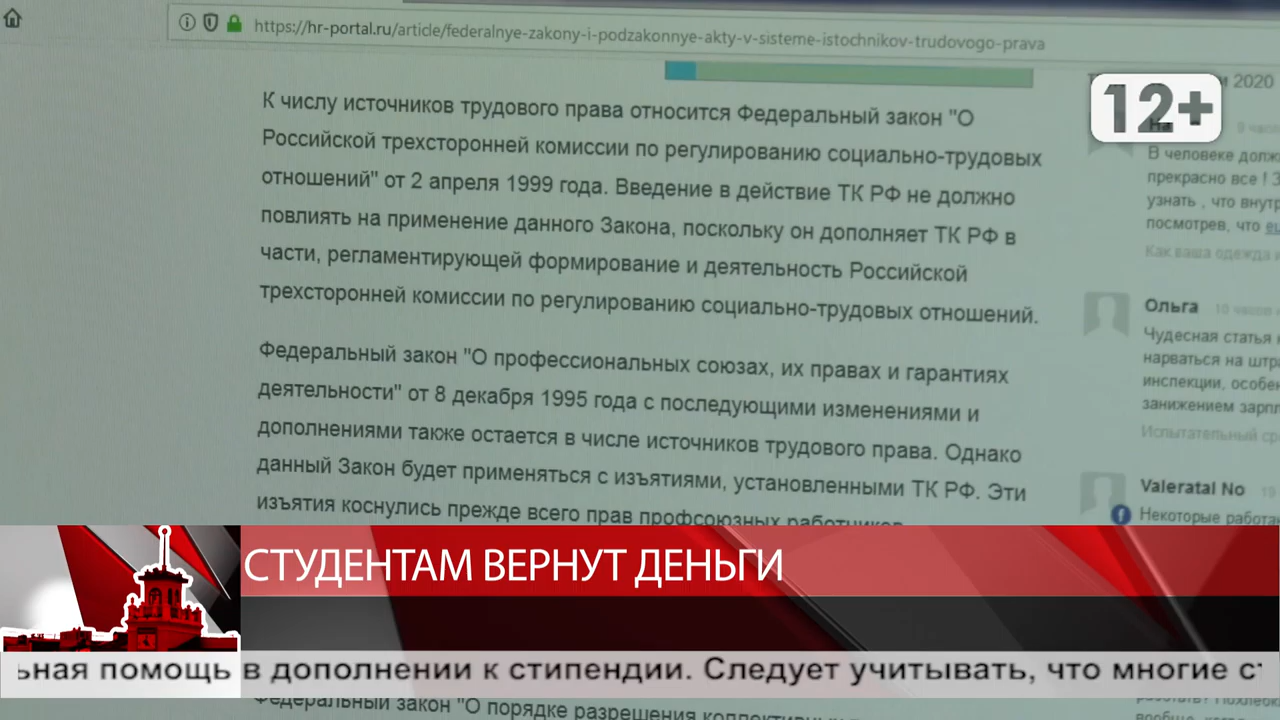 https://hr-portal.ru/article/federalnye-zakony-i-podzakonnye-akty-v-sisteme-istochnikov-trudovogo-prava
и 2020
12+
К числу источников трудового права относится Федеральный закон "О
Российской трехсторонней комиссии по регулированию социально-трудовых
отношений" от 2 апреля 1999 года. Введение в действие ТК РФ не должно
повлиять на применение данного Закона, поскольку он дополняет ТК РФ в
части, регламентирующей формирование и деятельность Российской
трехсторонней комиссии по регулированию социально-трудовых отношений.
Федеральный закон "О профессиональных союзах, их правах и гарантиях
деятельности" от 8 декабря 1995 года с последующими изменениями и
дополнениями также остается в числе источников трудового права. Однако
данный Закон будет применяться с изъятиями, установленными ТК РФ. Эти
изъятия коснулись прежде всего прав профсоюзных работников
В человеке
прекрасно все !
узнать , что
посмотрев, что
Как ваша одежда
Ольга
Чудесная статья
нарваться на
инспекции,
занижением
Испытательный
Valeratal No
Некоторые
СТУДЕНТАМ ВЕРНУТ ДЕНЬГИ
ьная помощь в дополнении к стипендии. Следует учитывать, что многие с
Федеральный закон "О порядке разрешения